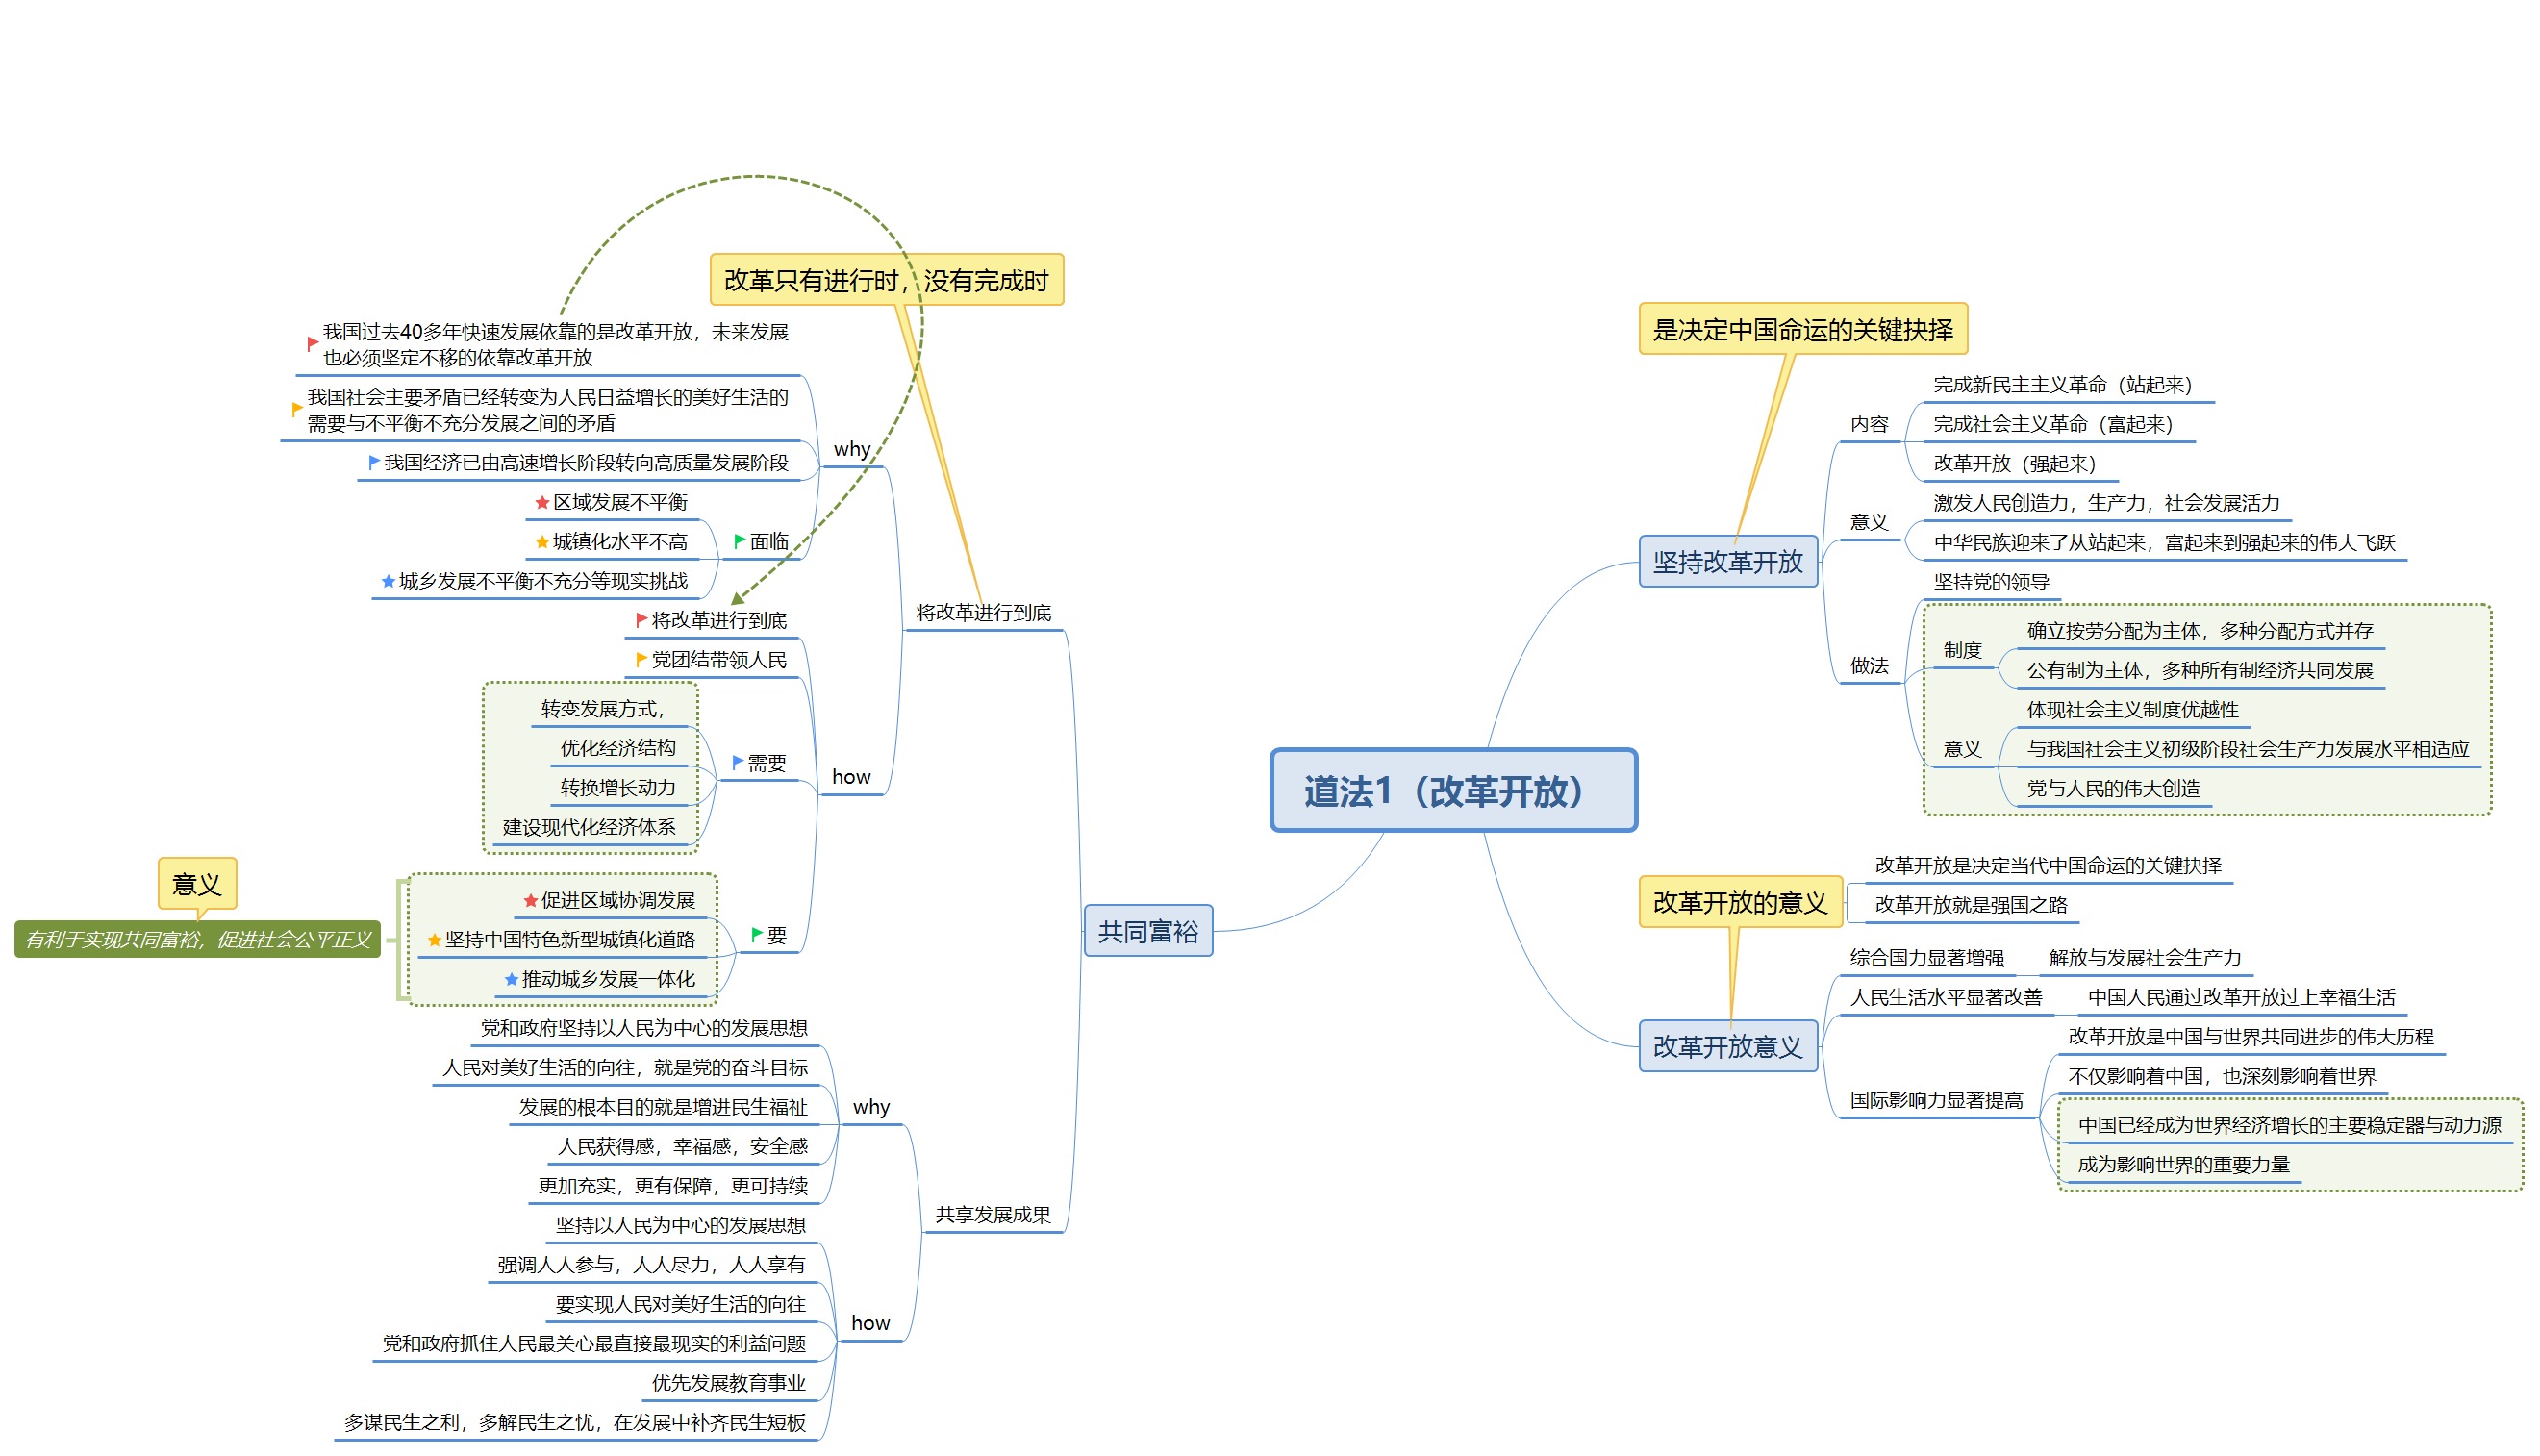 道法1（改革开放）
是决定中国命运的关键抉择
坚持改革开放
内容
完成新民主主义革命（站起来）
完成社会主义革命（富起来）
改革开放（强起来）
意义
激发人民创造力，生产力，社会发展活力
中华民族迎来了从站起来，富起来到强起来的伟大飞跃
做法
坚持党的领导
制度
确立按劳分配为主体，多种分配方式并存
公有制为主体，多种所有制经济共同发展
意义
体现社会主义制度优越性
与我国社会主义初级阶段社会生产力发展水平相适应
党与人民的伟大创造
改革开放的意义
改革开放是决定当代中国命运的关键抉择
改革开放就是强国之路
改革开放意义
综合国力显著增强
解放与发展社会生产力
人民生活水平显著改善
中国人民通过改革开放过上幸福生活
国际影响力显著提高
改革开放是中国与世界共同进步的伟大历程
不仅影响着中国，也深刻影响着世界
中国已经成为世界经济增长的主要稳定器与动力源
成为影响世界的重要力量
共同富裕
改革只有进行时，没有完成时
将改革进行到底
why
我国过去40多年快速发展依靠的是改革开放，未来发展
也必须坚定不移的依靠改革开放
我国社会主要矛盾已经转变为人民日益增长的美好生活的
需要与不平衡不充分发展之间的矛盾
我国经济已由高速增长阶段转向高质量发展阶段
面临
区域发展不平衡
城镇化水平不高
城乡发展不平衡不充分等现实挑战
how
将改革进行到底
党团结带领人民
需要
转变发展方式，
优化经济结构
转换增长动力
建设现代化经济体系
要
促进区域协调发展
坚持中国特色新型城镇化道路
推动城乡发展一体化
意义
有利于实现共同富裕，促进社会公平正义
共享发展成果
why
党和政府坚持以人民为中心的发展思想
人民对美好生活的向往，就是党的奋斗目标
发展的根本目的就是增进民生福祉
人民获得感，幸福感，安全感
更加充实，更有保障，更可持续
how
坚持以人民为中心的发展思想
强调人人参与，人人尽力，人人享有
要实现人民对美好生活的向往
党和政府抓住人民最关心最直接最现实的利益问题
优先发展教育事业
多谋民生之利，多解民生之忧，在发展中补齐民生短板